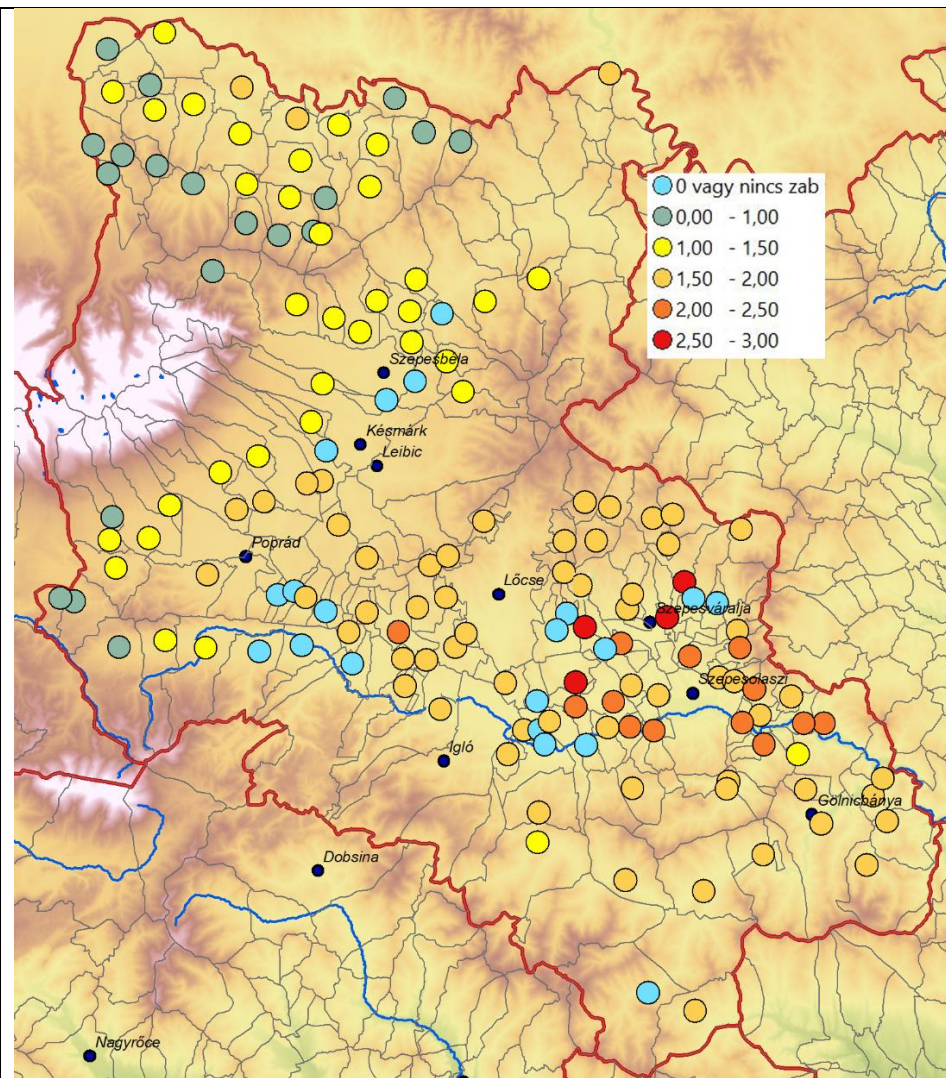 0 vagy nincs zab
0,00 - 1,00
1,00 - 1,50
1,50 - 2,00
2,00 - 2,50
2,50 - 3,00
Szepesbéla
Késmárk
Leibic
Poprád
Lőcse
Szepesváralja
Szepesolaszi
Igló
Gölnicbánya
Dobsina
Nagyrőce